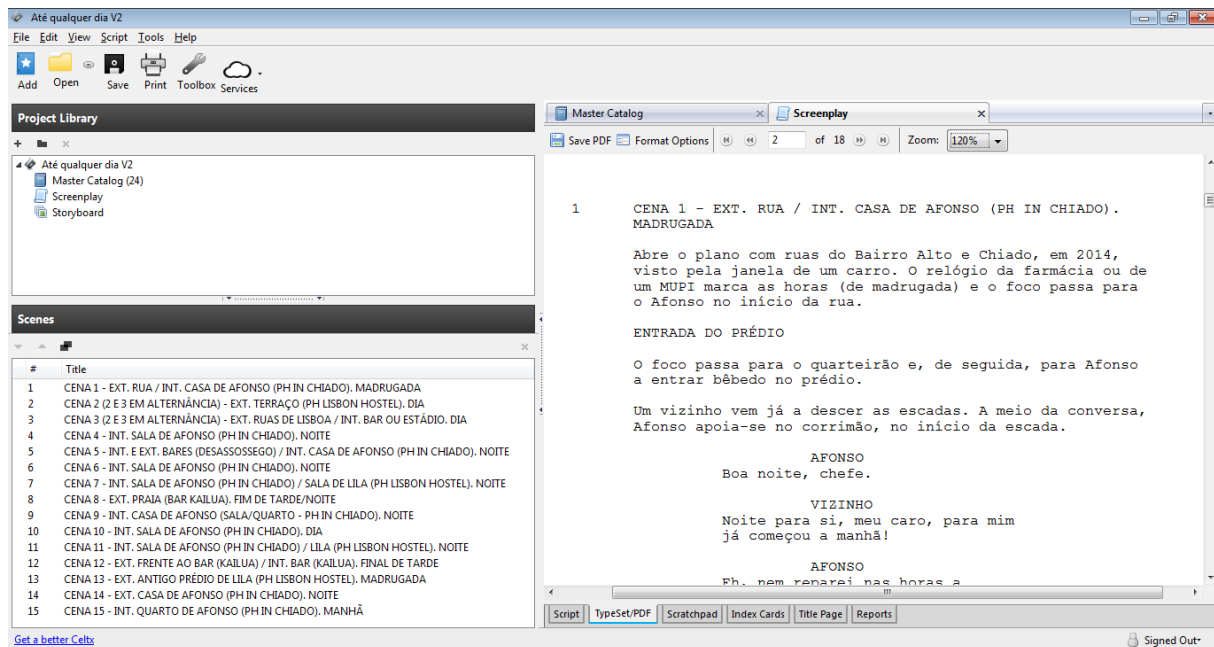 Até qualquer dia V2
File Edit View Script Tools Help
Add Open Save Print Toolbox Services
Project Library
Até qualquer dia V2
Master Catalog (24)
Screenplay
Storyboard
Scenes
# Title
1 CENA 1 - EXT. RUA / INT. CASA DE AFONSO (PH IN CHIADO). MADRUGADA
2 CENA 2 (2 E 3 EM ALTERNÂNCIA) - EXT. TERRAÇO (PH LISBON HOSTEL). DIA
3 CENA 3 (2 E 3 EM ALTERNÂNCIA) - EXT. RUAS DE LISBOA / INT. BAR OU ESTÁDIO. DIA
4 CENA 4 - INT. SALA DE AFONSO (PH IN CHIADO). NOITE
5 CENA 5 - INT. E EXT. BARES (DESASSOSSEGO) / INT. CASA DE AFONSO (PH IN CHIADO). NOITE
6 CENA 6 - INT. SALA DE AFONSO (PH IN CHIADO). NOITE
7 CENA 7 - INT. SALA DE AFONSO (PH IN CHIADO) / SALA DE LILA (PH LISBON HOSTEL). NOITE
8 CENA 8 - EXT. PRAIA (BAR KAILUA). FIM DE TARDE/NOITE
9 CENA 9 - INT. CASA DE AFONSO (SALA/QUARTO - PH IN CHIADO). NOITE
10 CENA 10 - INT. SALA DE AFONSO (PH IN CHIADO). DIA
11 CENA 11 - INT. SALA DE AFONSO (PH IN CHIADO) / LILA (PH LISBON HOSTEL). NOITE
12 CENA 12 - EXT. FRENTE AO BAR (KAILUA) / INT. BAR (KAILUA). FINAL DE TARDE
13 CENA 13 - EXT. ANTIGO PRÉDIO DE LILA (PH LISBON HOSTEL). MADRUGADA
14 CENA 14 - EXT. CASA DE AFONSO (PH IN CHIADO). NOITE
15 CENA 15 - INT. QUARTO DE AFONSO (PH IN CHIADO). MANHÃ
Get a better Celtx
Master Catalog Screenplay
Save PDF Format Options 2 of 18 Zoom: 120%
1 CENA 1 - EXT. RUA / INT. CASA DE AFONSO (PH IN CHIADO).
MADRUGADA
Abre o plano com ruas do Bairro Alto e Chiado, em 2014,
visto pela janela de um carro. O relógio da farmácia ou de
um MUPI marca as horas (de madrugada) e o foco passa para
o Afonso no início da rua.
ENTRADA DO PRÉDIO
O foco passa para o quarteirão e, de seguida, para Afonso
a entrar bêbedo no prédio.
Um vizinho vem já a descer as escadas. A meio da conversa,
Afonso apoia-se no corrimão, no início da escada.
AFONSO
Boa noite, chefe.
VIZINHO
Noite para si, meu caro, para mim
já começou a manhã!
AFONSO
Eh, nem reparei nas horas a
Script TypeSet/PDF Scratchpad Index Cards Title Page Reports
Signed Out